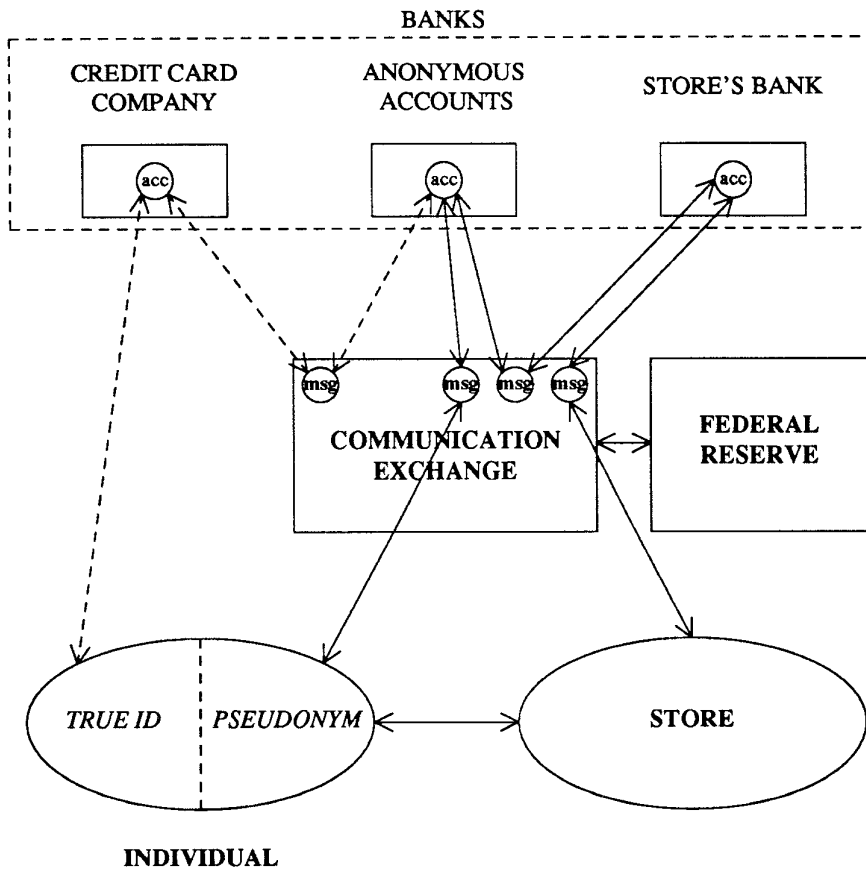 BANKS
CREDIT CARD
COMPANY
ANONYMOUS
ACCOUNTS
STORE'S BANK
acc
acc
acc
msg
msg
msg
msg
COMMUNICATION
EXCHANGE
FEDERAL
RESERVE
TRUE ID
PSEUDONYM
STORE
INDIVIDUAL